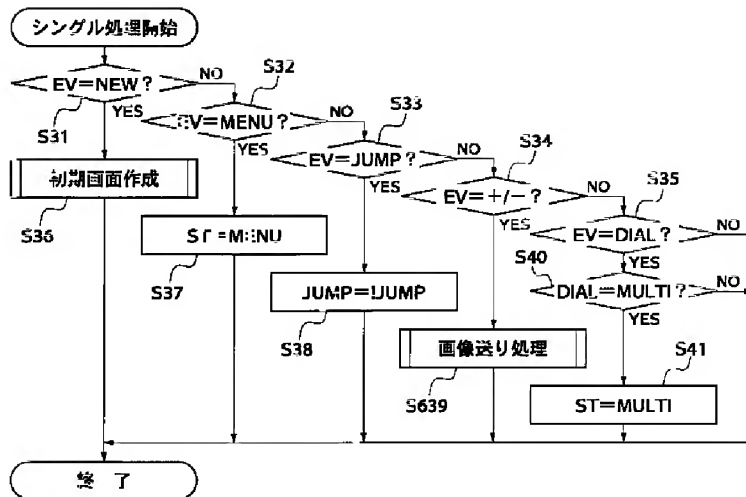 シングル処理開始
EV=NEW?
NO
S32
S31
YES
EV=MENU?
NO
S33
YES
EV=JUMP?
NO
S34
YES
EV=+/-?
NO
S35
YES
EV=DIAL?
NO
初期画面作成
S36
ST=MENU
S37
JUMP=!JUMP
S38
S40
YES
DIAL=MULTI?
NO
YES
画像送り処理
S639
S41
ST=MULTI
終 了